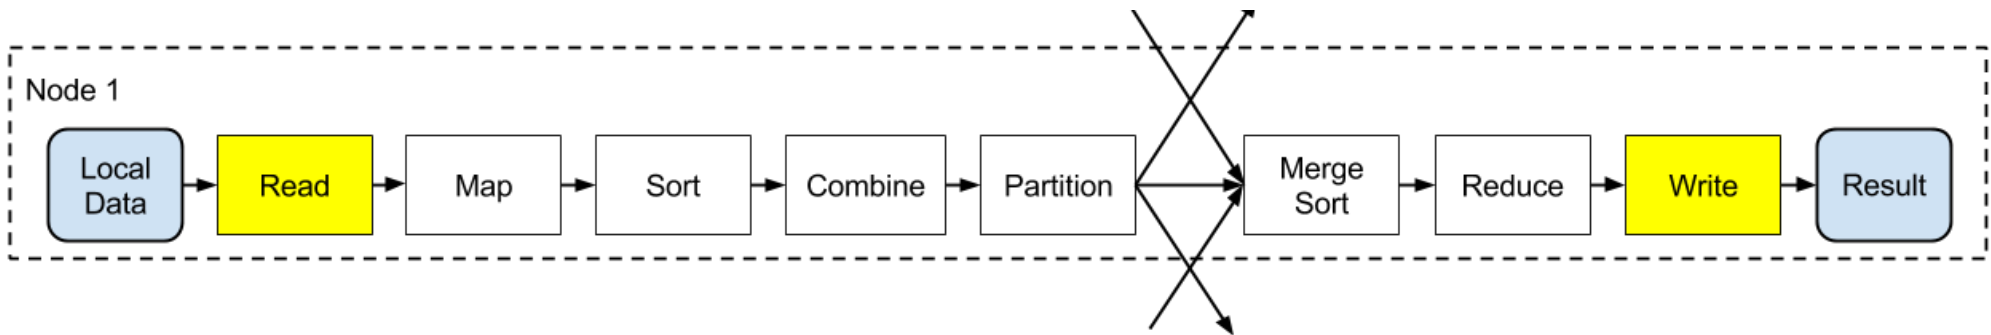 Node 1
Local
Data
Read
Map
Sort
Combine
Partition
Merge
Sort
Reduce
Write
Result